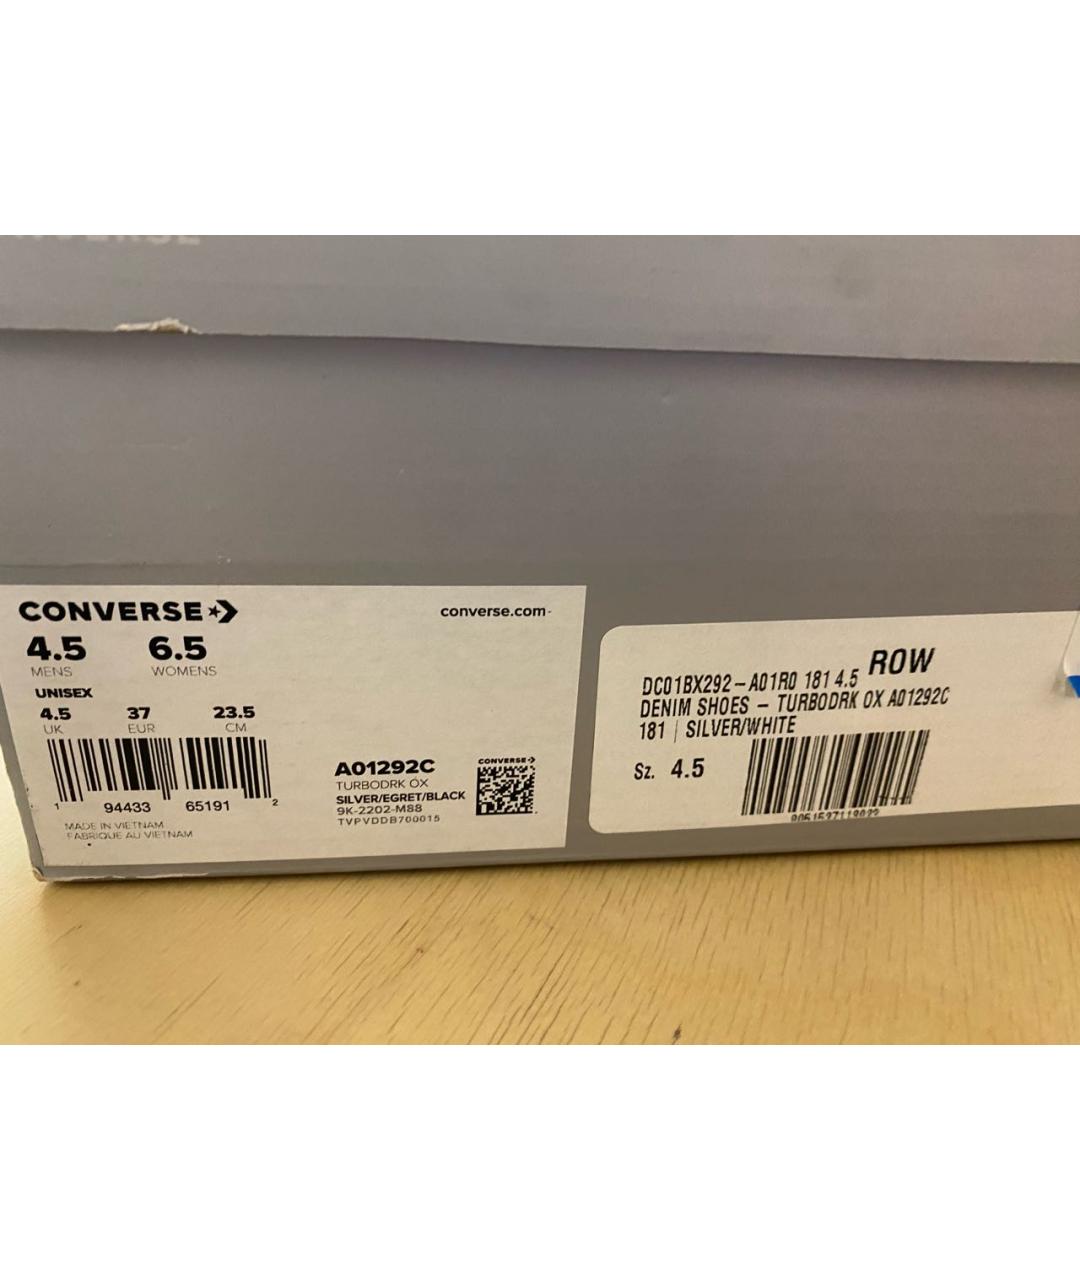 CONVERSE
converse.com
4.5 6.5
MENS WOMENS
UNISEX
4.5 37 23.5
UK EUR CM
1 94433 65191 2
MADE IN VIETNAM
FABRIQUE AU VIETNAM
A01292C
TURBODRK OX
SILVER/EGRET/BLACK
9K-2202-M88
TVPVDDB700015
CONVERSE
ROW
DC01BX292-A01R0 181 4.5
DENIM SHOES - TURBODRK OX A01292C
181 | SILVER/WHITE
Sz. 4.5